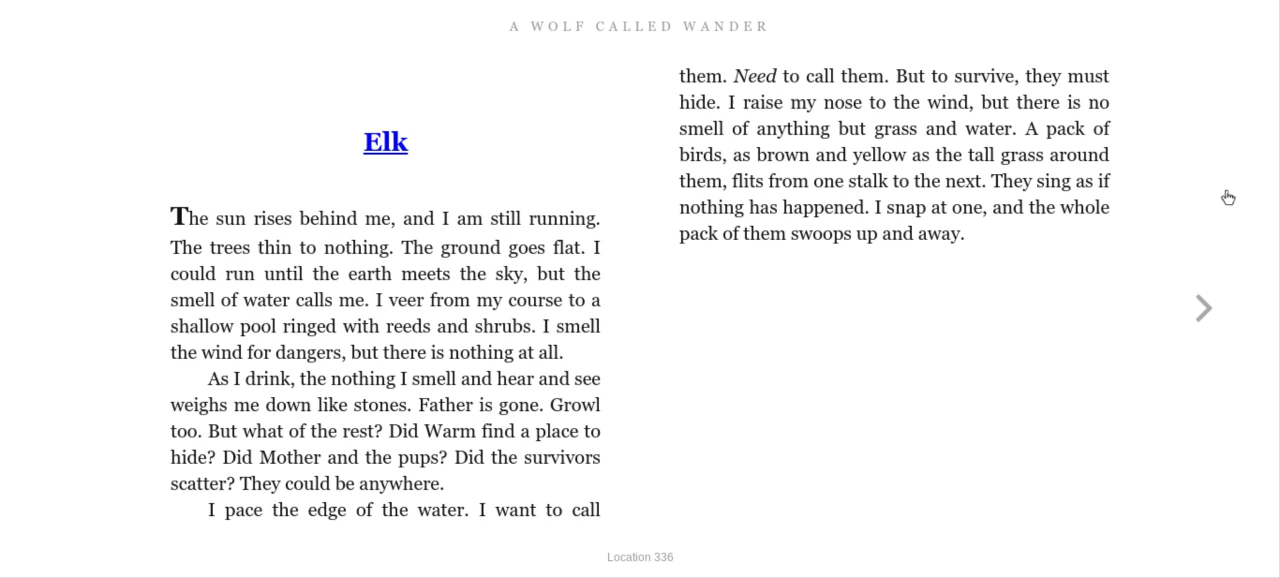 A WOLF CALLED WANDER
Elk
The sun rises behind me, and I am still running.
The trees thin to nothing. The ground goes flat. I
could run until the earth meets the sky, but the
smell of water calls me. I veer from my course to a
shallow pool ringed with reeds and shrubs. I smell
the wind for dangers, but there is nothing at all.
As I drink, the nothing I smell and hear and see
weighs me down like stones. Father is gone. Growl
too. But what of the rest? Did Warm find a place to
hide? Did Mother and the pups? Did the survivors
scatter? They could be anywhere.
I pace the edge of the water. I want to call
them. Need to call them. But to survive, they must
hide. I raise my nose to the wind, but there is no
smell of anything but grass and water. A pack of
birds, as brown and yellow as the tall grass around
them, flits from one stalk to the next. They sing as if
nothing has happened. I snap at one, and the whole
pack of them swoops up and away.
Location 336